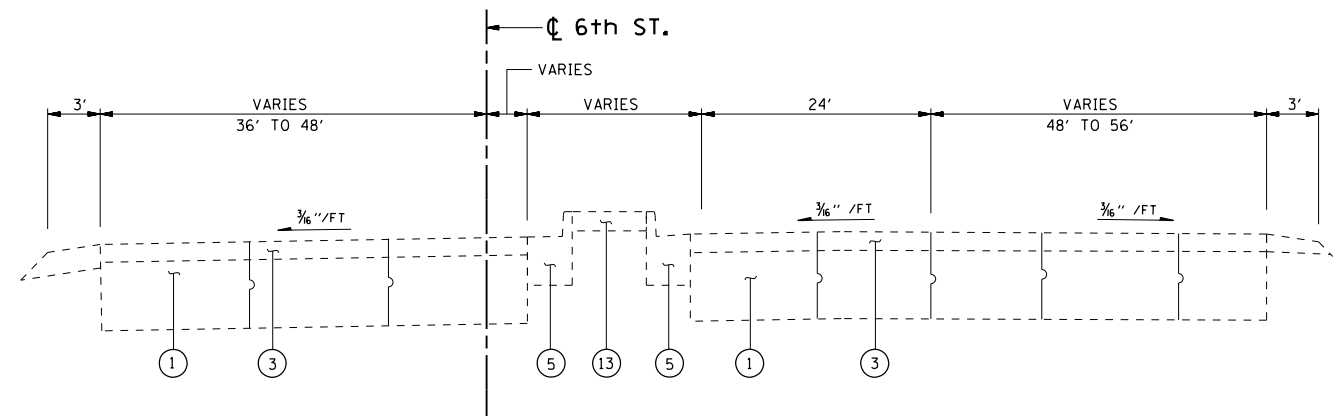 ℄ 6th ST.
VARIES
3' VARIES VARIES 24' VARIES 3'
36' TO 48' 48' TO 56'
3/16''/FT 3/16'' /FT 3/16'' /FT
1 3 5 13 5 1 3